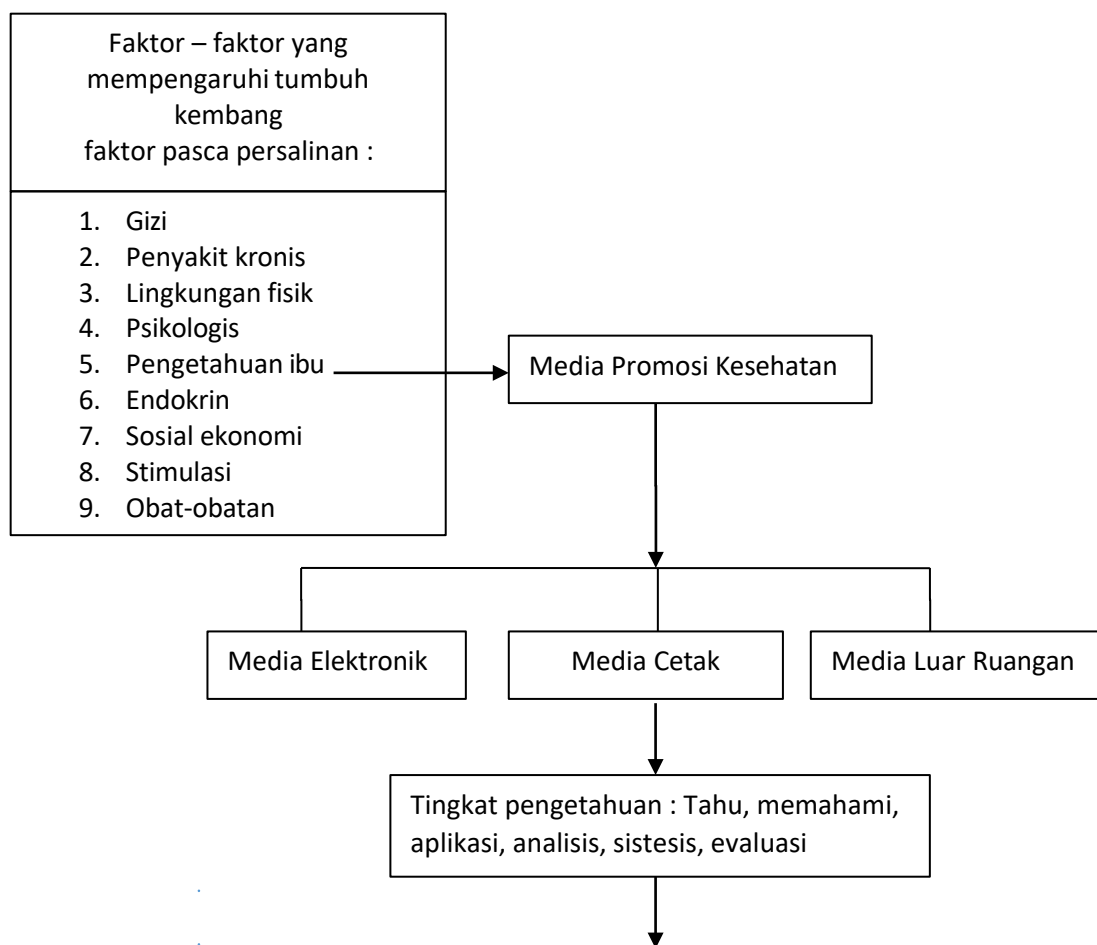 Faktor – faktor yang
mempengaruhi tumbuh
kembang
faktor pasca persalinan :
1. Gizi
2. Penyakit kronis
3. Lingkungan fisik
4. Psikologis
5. Pengetahuan ibu
6. Endokrin
7. Sosial ekonomi
8. Stimulasi
9. Obat-obatan
Media Promosi Kesehatan
Media Elektronik
Media Cetak
Media Luar Ruangan
Tingkat pengetahuan : Tahu, memahami,
aplikasi, analisis, sistesis, evaluasi